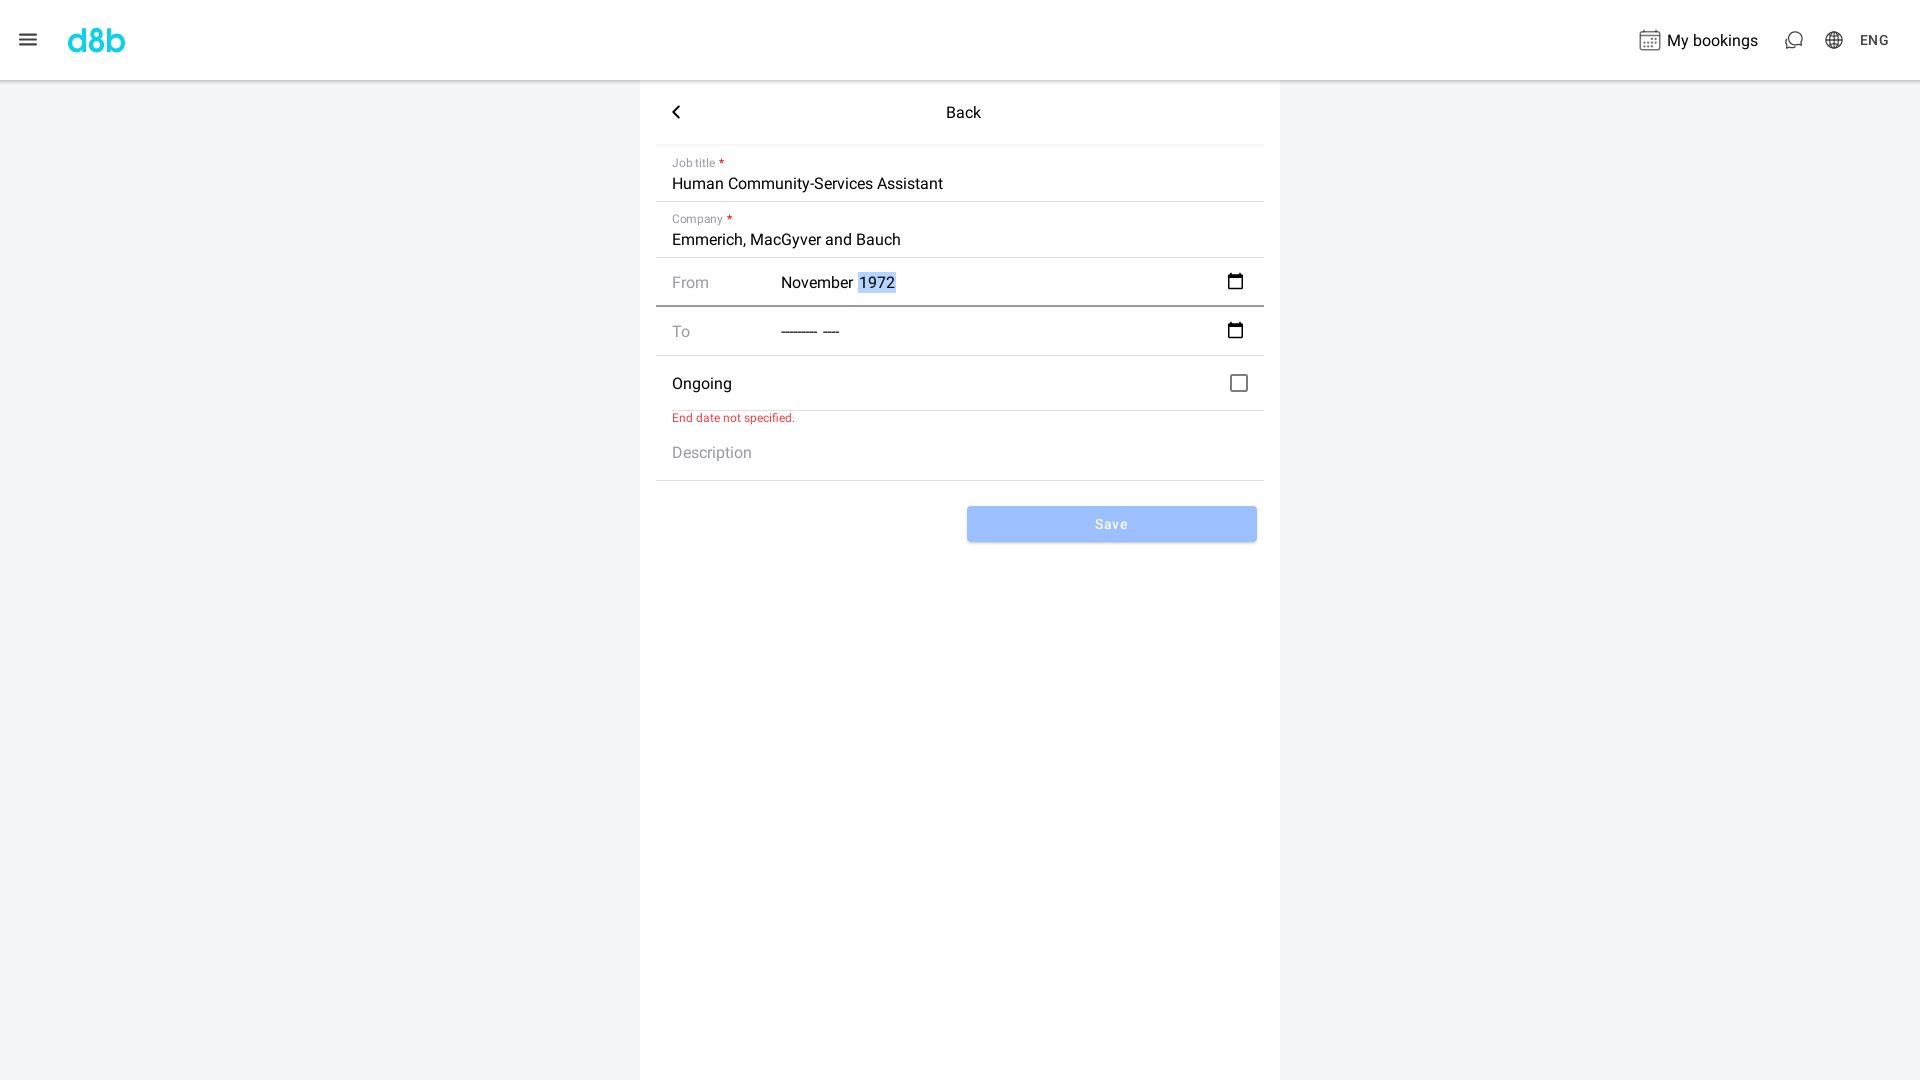 d8b
My bookings
ENG
Back
Job title *
Human Community-Services Assistant
Company *
Emmerich, MacGyver and Bauch
From November 1972
To --------- ----
Ongoing
End date not specified.
Description
Save